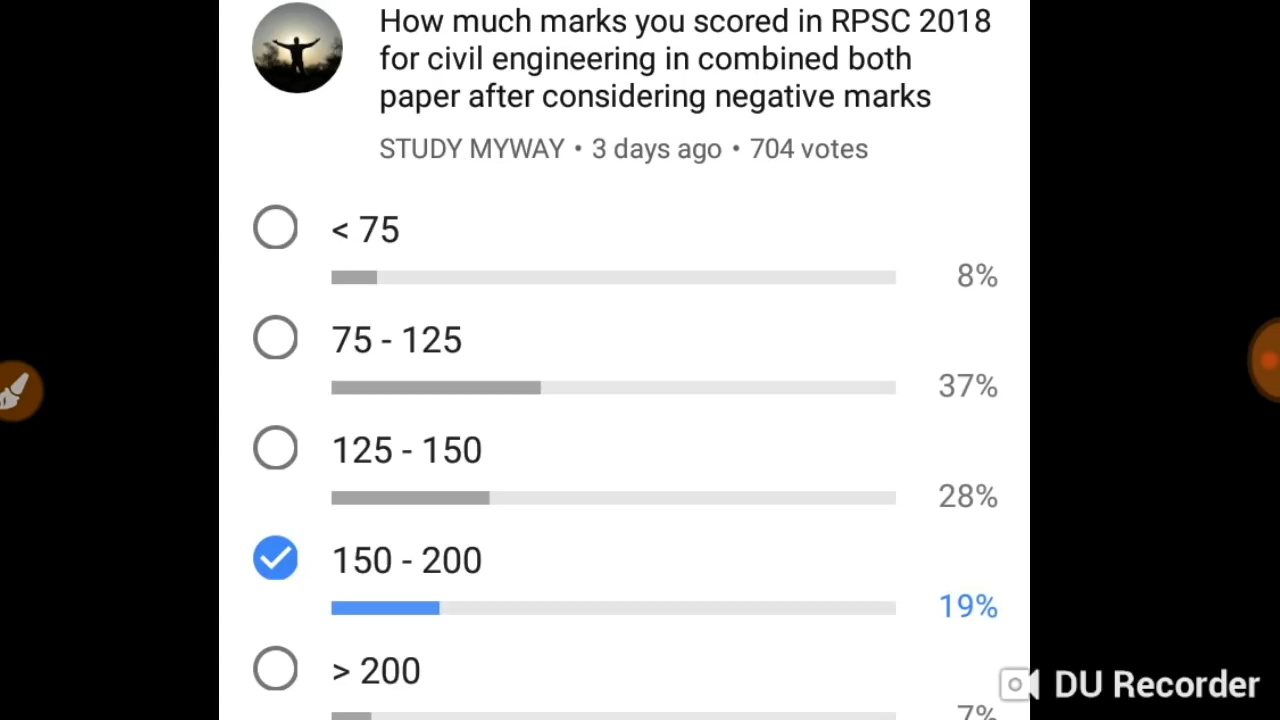 How much marks you scored in RPSC 2018
for civil engineering in combined both
paper after considering negative marks
STUDY MYWAY • 3 days ago • 704 votes
< 75
8%
75 - 125
37%
125 - 150
28%
150 - 200
19%
> 200
7%
DU Recorder